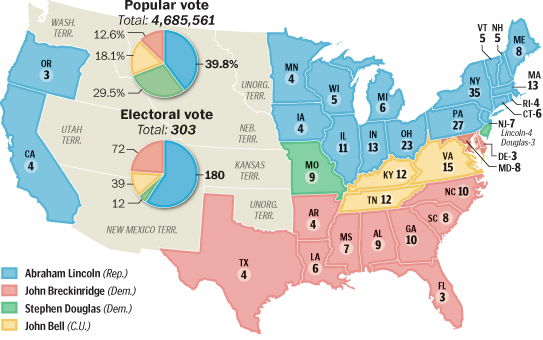 Popular vote
Total: 4,685,561
12.6%
18.1%
29.5%
39.8%
Electoral vote
Total: 303
72
39
12
180
WASH.
TERR.
OR
3
CA
4
UTAH
TERR.
NEW MEXICO TERR.
UNORG.
TERR.
NEB.
TERR.
KANSAS
TERR.
UNORG.
TERR.
MN
4
WI
5
MI
6
IA
4
IL
11
IN
13
OH
23
MO
9
KY 12
TN 12
VA
15
PA
27
NY
35
VT
5
NH
5
ME
8
MA
13
RI-4
CT-6
NJ-7
Lincoln-4
Douglas-3
DE-3
MD-8
NC 10
SC 8
GA
10
AL
9
MS
7
AR
4
LA
6
TX
4
FL
3
Abraham Lincoln (Rep.)
John Breckinridge (Dem.)
Stephen Douglas (Dem.)
John Bell (C.U.)